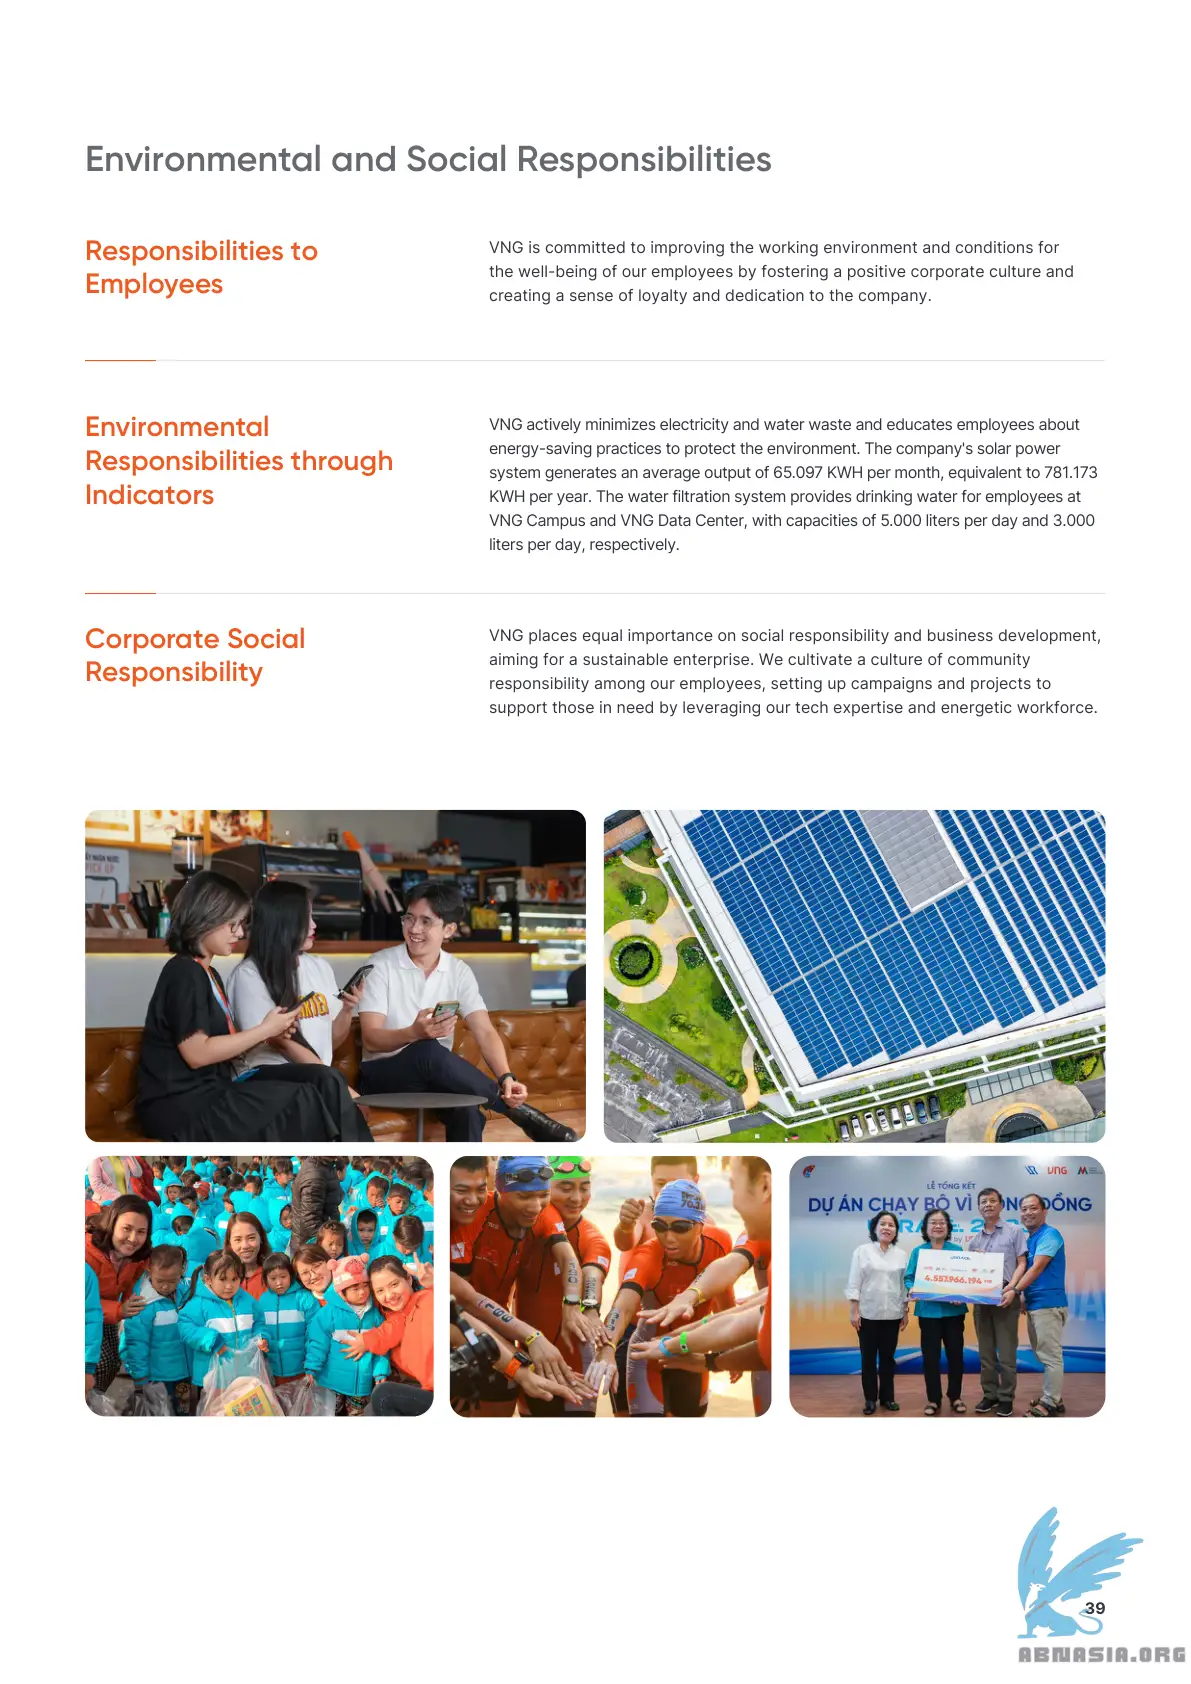 Environmental and Social Responsibilities
Responsibilities to
Employees
VNG is committed to improving the working environment and conditions for
the well-being of our employees by fostering a positive corporate culture and
creating a sense of loyalty and dedication to the company.
Environmental
Responsibilities through
Indicators
VNG actively minimizes electricity and water waste and educates employees about
energy-saving practices to protect the environment. The company's solar power
system generates an average output of 65.097 KWH per month, equivalent to 781.173
KWH per year. The water filtration system provides drinking water for employees at
VNG Campus and VNG Data Center, with capacities of 5.000 liters per day and 3.000
liters per day, respectively.
Corporate Social
Responsibility
VNG places equal importance on social responsibility and business development,
aiming for a sustainable enterprise. We cultivate a culture of community
responsibility among our employees, setting up campaigns and projects to
support those in need by leveraging our tech expertise and energetic workforce.
PICK UP
70.3
VNG
LỄ TỔNG KẾT
DỰ ÁN CHẠY BỘ VÌ ĐỒNG
by
4.557.966.194
39
ABNASIA.ORG